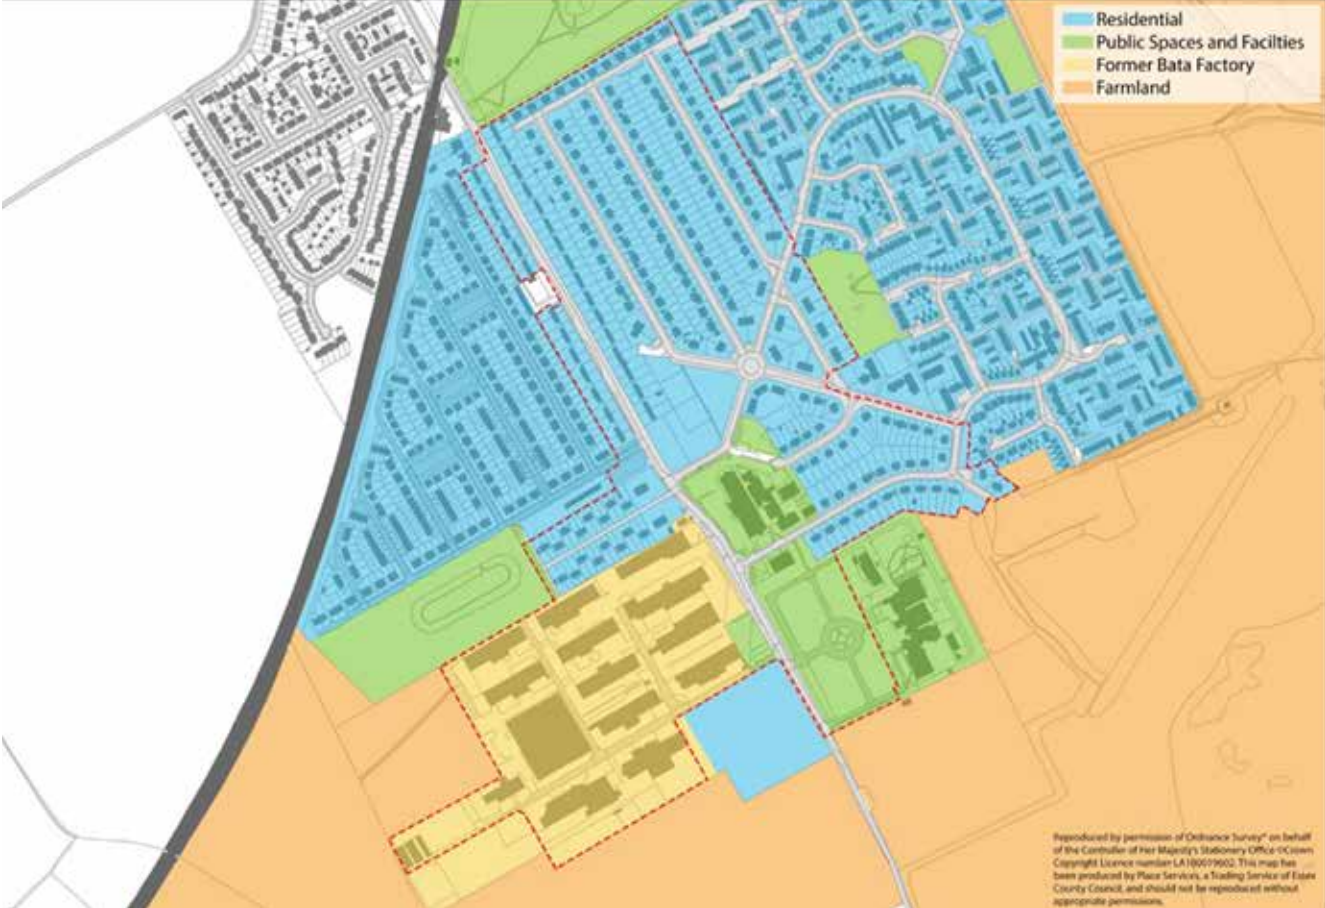 Residential
Public Spaces and Facilties
Former Bata Factory
Farmland
Reproduced by permission of Ordnance Survey® on behalf
of the Controller of Her Majesty's Stationery Office ©Crown
Copyright Licence number LA100019602. This map has
been produced by Place Services, a Trading Service of Essex
County Council, and should not be reproduced without
appropriate permissions.